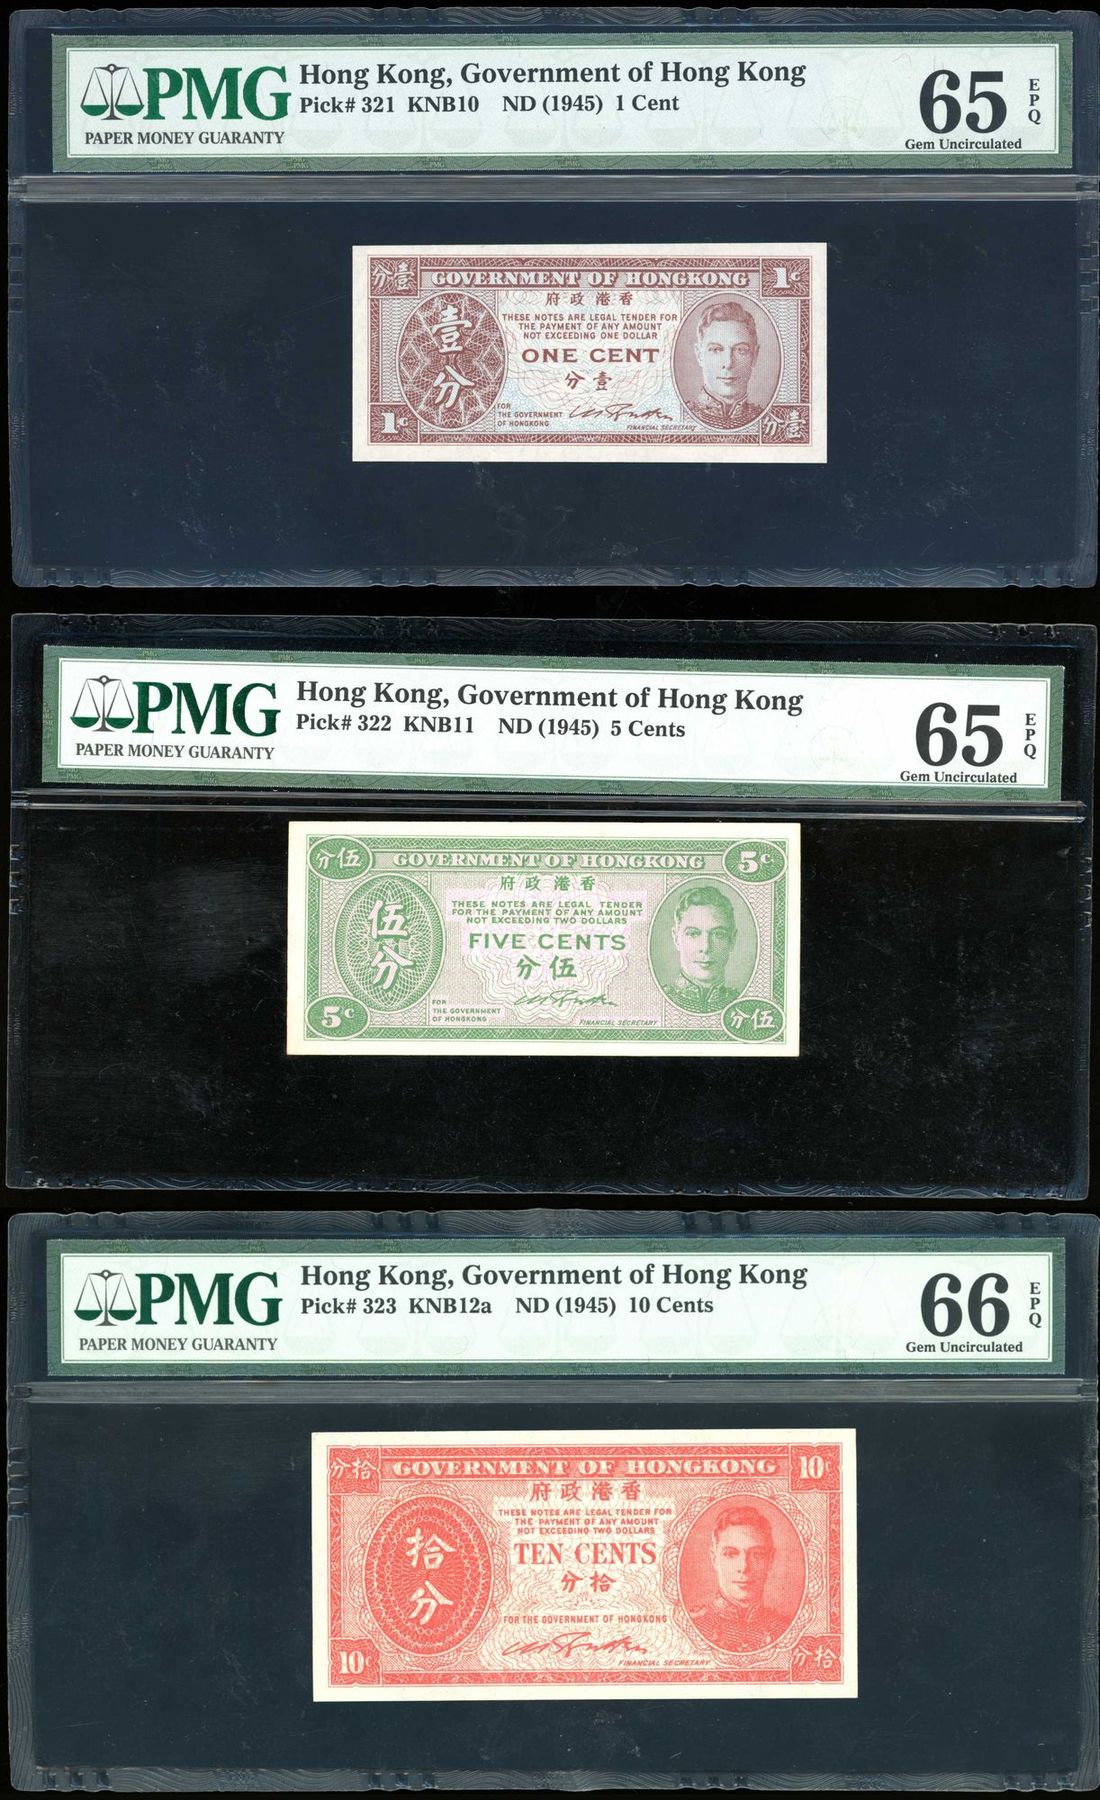 PMG
PAPER MONEY GUARANTY
Hong Kong, Government of Hong Kong
Pick# 321 KNB10 ND (1945) 1 Cent
65 EPQ
Gem Uncirculated
分壹 GOVERNMENT OF HONGKONG 1C
府政港香
THESE NOTES ARE LEGAL TENDER FOR
THE PAYMENT OF ANY AMOUNT
NOT EXCEEDING ONE DOLLAR
壹分
ONE CENT
分壹
FOR
THE GOVERNMENT
OF HONGKONG
FINANCIAL SECRETARY
1C 分壹
PMG
PAPER MONEY GUARANTY
Hong Kong, Government of Hong Kong
Pick# 322 KNB11 ND (1945) 5 Cents
65 EPQ
Gem Uncirculated
分伍 GOVERNMENT OF HONGKONG 5C
府政港香
THESE NOTES ARE LEGAL TENDER
FOR THE PAYMENT OF ANY AMOUNT
NOT EXCEEDING TWO DOLLARS
伍分
FIVE CENTS
分伍
FOR
THE GOVERNMENT
OF HONGKONG
FINANCIAL SECRETARY
5C 分伍
PMG
PAPER MONEY GUARANTY
Hong Kong, Government of Hong Kong
Pick# 323 KNB12a ND (1945) 10 Cents
66 EPQ
Gem Uncirculated
分拾 GOVERNMENT OF HONGKONG 10C
府政港香
THESE NOTES ARE LEGAL TENDER FOR
THE PAYMENT OF ANY AMOUNT
NOT EXCEEDING TWO DOLLARS
拾分
TEN CENTS
分拾
FOR THE GOVERNMENT OF HONGKONG
FINANCIAL SECRETARY
10C 分拾